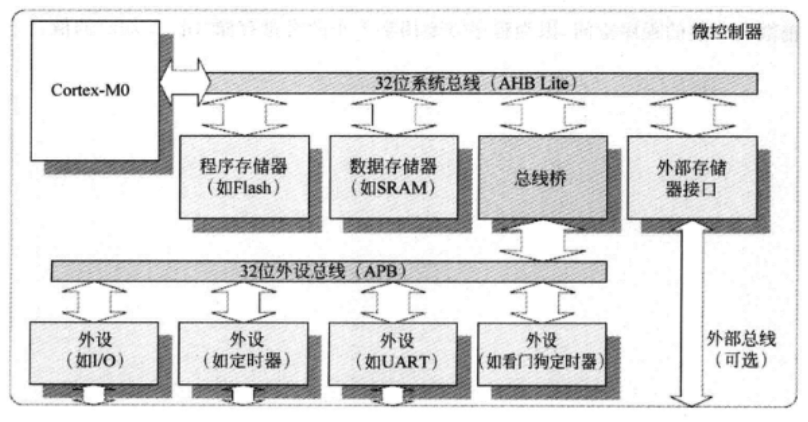 微控制器
Cortex-M0
32位系统总线（AHB Lite）
程序存储器
（如Flash）
数据存储器
（如SRAM）
总线桥
外部存储
器接口
32位外设总线（APB）
外设
（如I/O）
外设
（如定时器）
外设
（如UART）
外设
（如看门狗定时器）
外部总线
（可选）